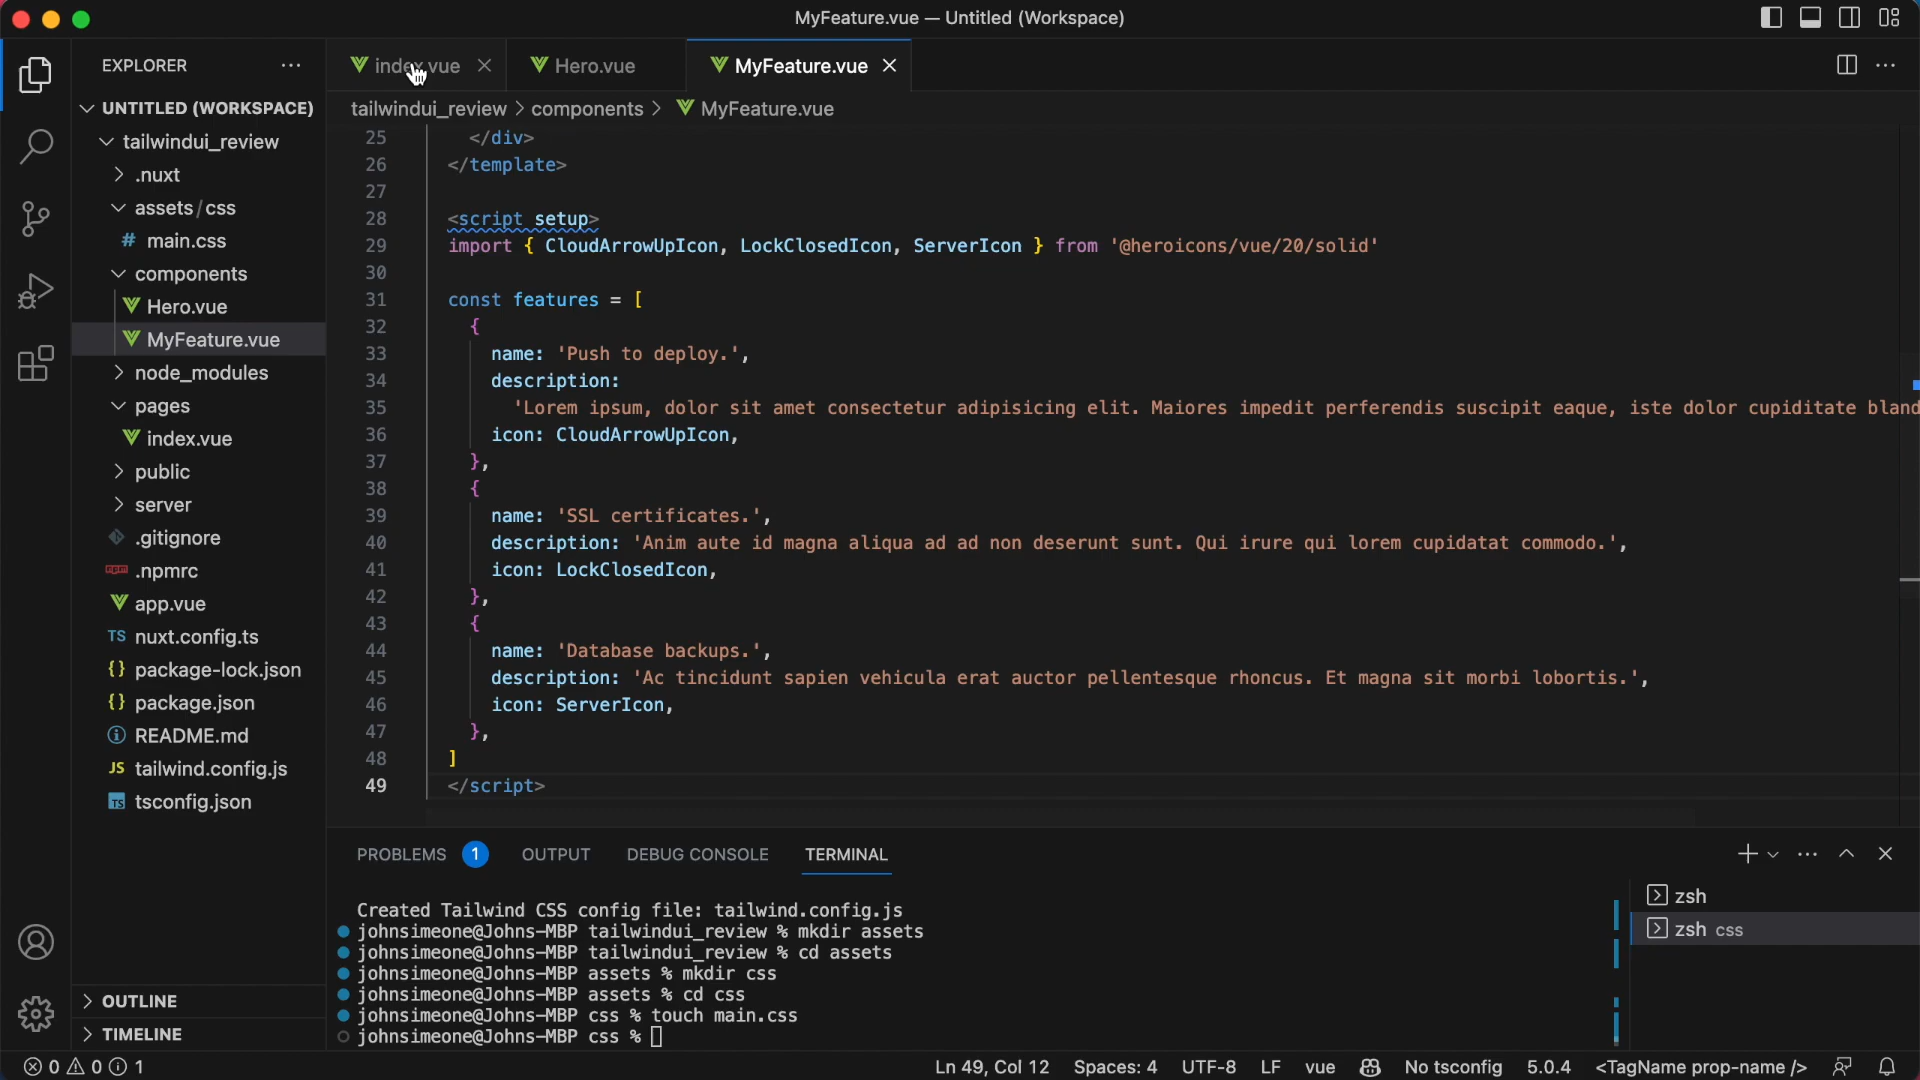 MyFeature.vue — Untitled (Workspace)
EXPLORER
UNTITLED (WORKSPACE)
tailwindui_review
.nuxt
assets / css
# main.css
components
Hero.vue
MyFeature.vue
node_modules
pages
index.vue
public
server
.gitignore
npm .npmrc
app.vue
TS nuxt.config.ts
{} package-lock.json
{} package.json
README.md
JS tailwind.config.js
TS tsconfig.json
OUTLINE
TIMELINE
index.vue
Hero.vue
MyFeature.vue
tailwindui_review > components > MyFeature.vue
25 </div>
26 </template>
27
28 <script setup>
29 import { CloudArrowUpIcon, LockClosedIcon, ServerIcon } from '@heroicons/vue/20/solid'
30
31 const features = [
32 {
33 name: 'Push to deploy.',
34 description:
35 'Lorem ipsum, dolor sit amet consectetur adipisicing elit. Maiores impedit perferendis suscipit eaque, iste dolor cupiditate bland
36 icon: CloudArrowUpIcon,
37 },
38 {
39 name: 'SSL certificates.',
40 description: 'Anim aute id magna aliqua ad ad non deserunt sunt. Qui irure qui lorem cupidatat commodo.',
41 icon: LockClosedIcon,
42 },
43 {
44 name: 'Database backups.',
45 description: 'Ac tincidunt sapien vehicula erat auctor pellentesque rhoncus. Et magna sit morbi lobortis.',
46 icon: ServerIcon,
47 },
48 ]
49 </script>
PROBLEMS 1 OUTPUT DEBUG CONSOLE TERMINAL
Created Tailwind CSS config file: tailwind.config.js
johnsimeone@Johns-MBP tailwindui_review % mkdir assets
johnsimeone@Johns-MBP tailwindui_review % cd assets
johnsimeone@Johns-MBP assets % mkdir css
johnsimeone@Johns-MBP assets % cd css
johnsimeone@Johns-MBP css % touch main.css
johnsimeone@Johns-MBP css %
zsh
zsh css
0 0 1
Ln 49, Col 12 Spaces: 4 UTF-8 LF vue No tsconfig 5.0.4 <TagName prop-name />